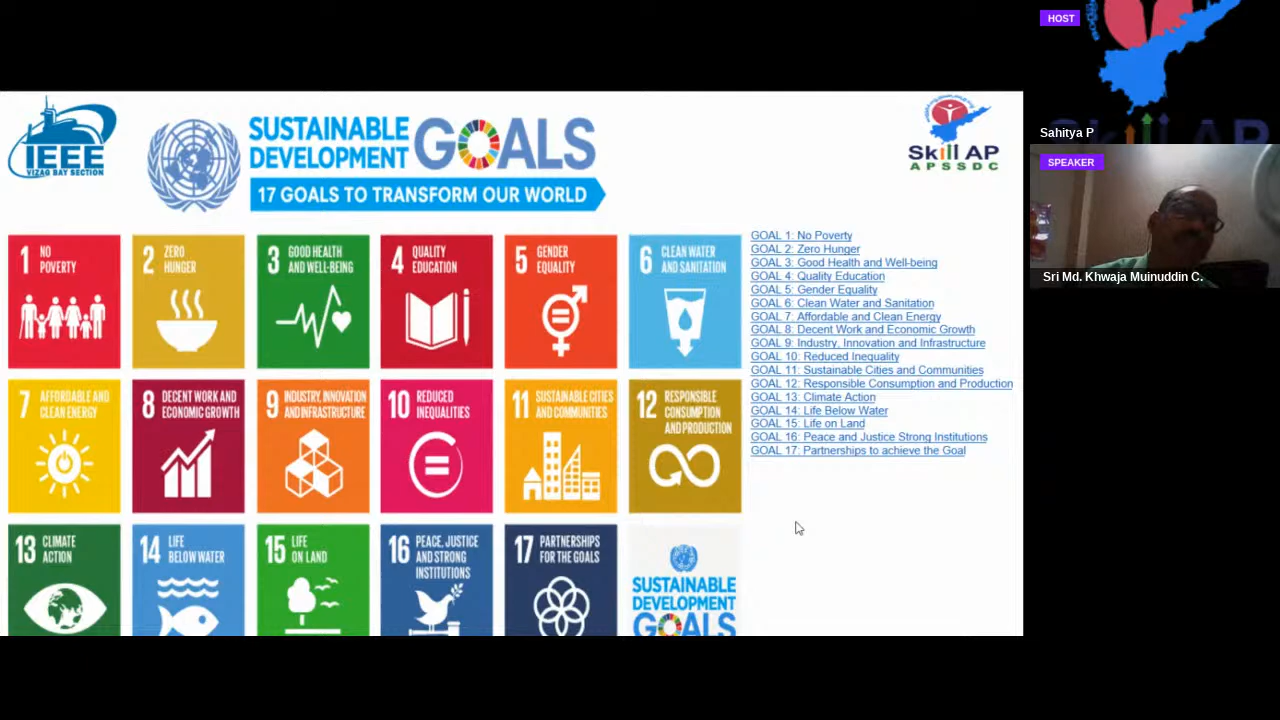 IEEE
VIZAG BAY SECTION
SUSTAINABLE
DEVELOPMENT
GOALS
17 GOALS TO TRANSFORM OUR WORLD
Skill AP
APSSDC
1 NO
POVERTY
2 ZERO
HUNGER
3 GOOD HEALTH
AND WELL-BEING
4 QUALITY
EDUCATION
5 GENDER
EQUALITY
6 CLEAN WATER
AND SANITATION
7 AFFORDABLE AND
CLEAN ENERGY
8 DECENT WORK AND
ECONOMIC GROWTH
9 INDUSTRY, INNOVATION
AND INFRASTRUCTURE
10 REDUCED
INEQUALITIES
11 SUSTAINABLE CITIES
AND COMMUNITIES
12 RESPONSIBLE
CONSUMPTION
AND PRODUCTION
13 CLIMATE
ACTION
14 LIFE
BELOW WATER
15 LIFE
ON LAND
16 PEACE, JUSTICE
AND STRONG
INSTITUTIONS
17 PARTNERSHIPS
FOR THE GOALS
SUSTAINABLE
DEVELOPMENT
GOALS
GOAL 1: No Poverty
GOAL 2: Zero Hunger
GOAL 3: Good Health and Well-being
GOAL 4: Quality Education
GOAL 5: Gender Equality
GOAL 6: Clean Water and Sanitation
GOAL 7: Affordable and Clean Energy
GOAL 8: Decent Work and Economic Growth
GOAL 9: Industry, Innovation and Infrastructure
GOAL 10: Reduced Inequality
GOAL 11: Sustainable Cities and Communities
GOAL 12: Responsible Consumption and Production
GOAL 13: Climate Action
GOAL 14: Life Below Water
GOAL 15: Life on Land
GOAL 16: Peace and Justice Strong Institutions
GOAL 17: Partnerships to achieve the Goal
HOST
Skill AP
Sahitya P
SPEAKER
Sri Md. Khwaja Muinuddin C.